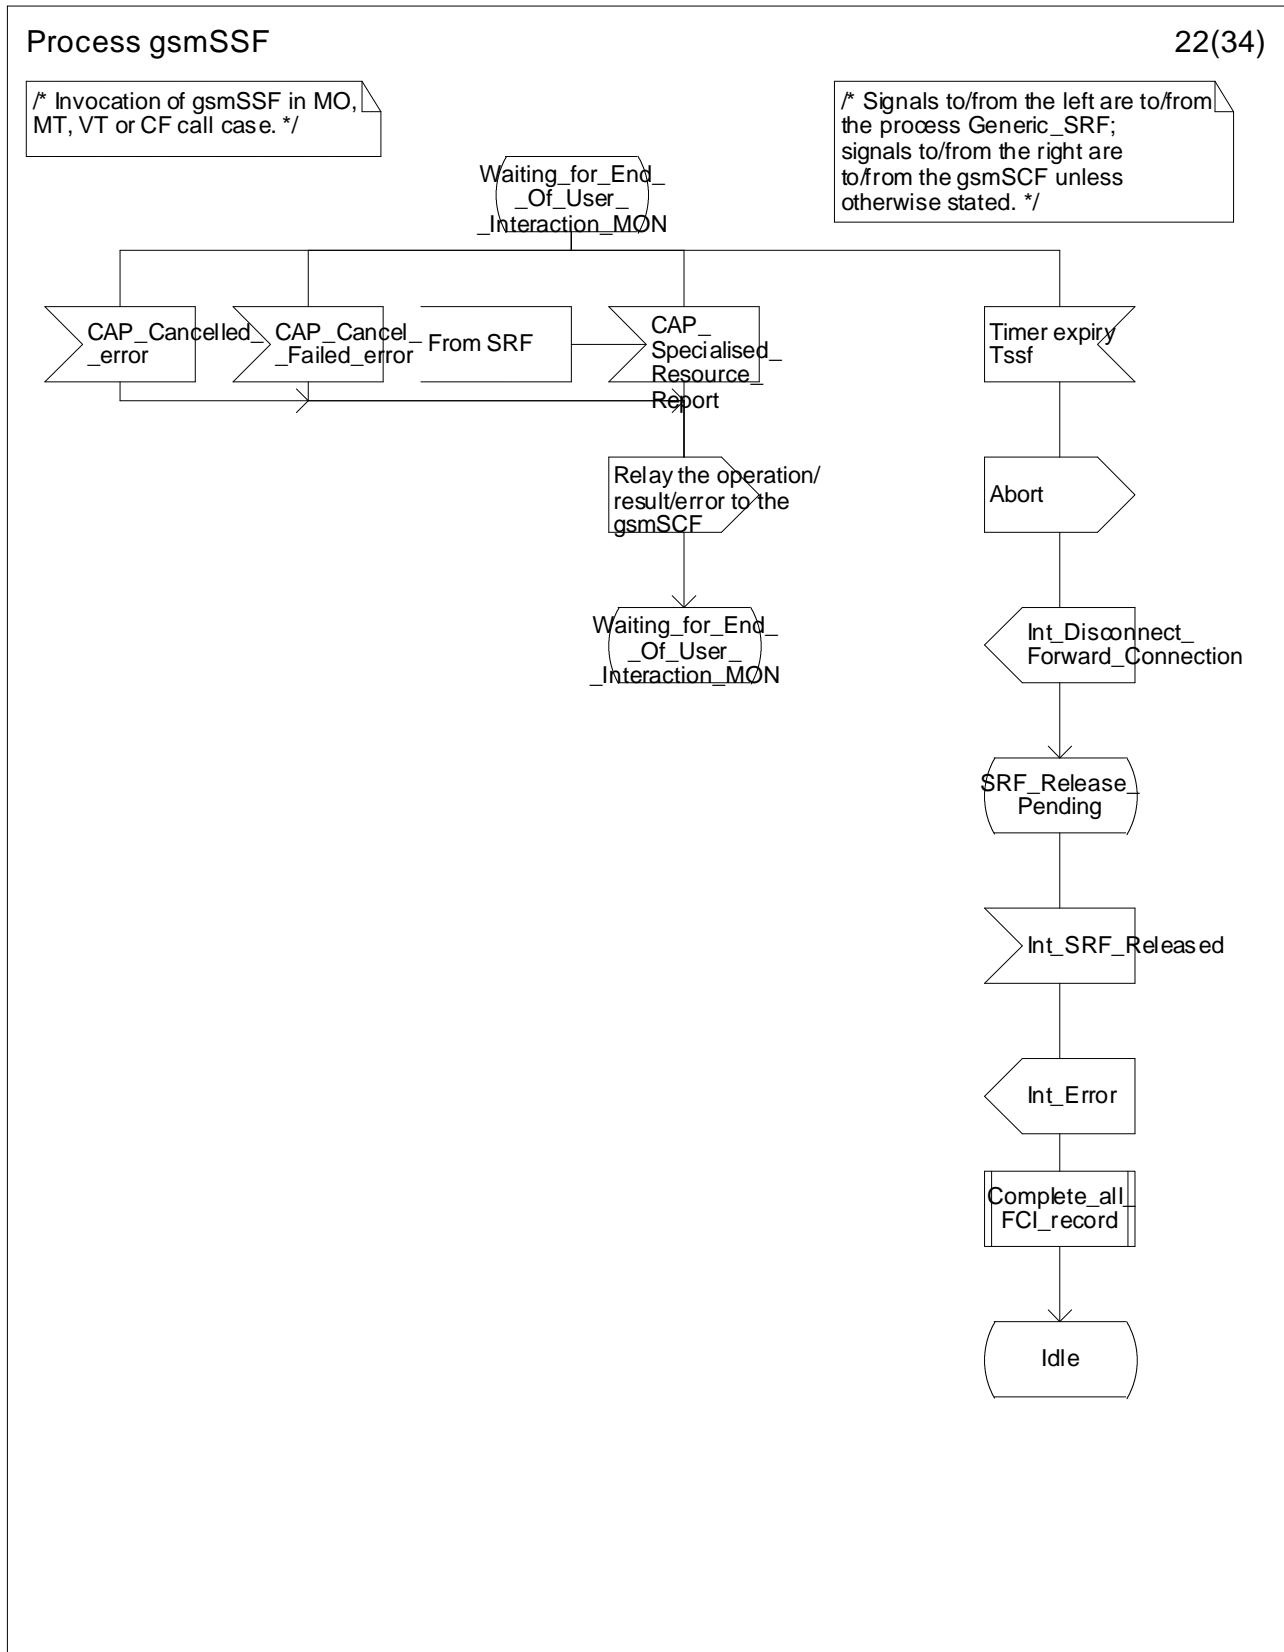 Process gsmSSF
22(34)
/* Invocation of gsmSSF in MO,
MT, VT or CF call case. */
/* Signals to/from the left are to/from
the process Generic_SRF;
signals to/from the right are
to/from the gsmSCF unless
otherwise stated. */
Waiting_for_End_
_Of_User_
_Interaction_MON
CAP_Cancelled_
_error
CAP_Cancel_
_Failed_error
From SRF
CAP_
Specialised_
Resource_
Report
Timer expiry
Tssf
Relay the operation/
result/error to the
gsmSCF
Abort
Waiting_for_End_
_Of_User_
_Interaction_MON
Int_Disconnect_
Forward_Connection
SRF_Release_
Pending
Int_SRF_Released
Int_Error
Complete_all_
FCI_record
Idle